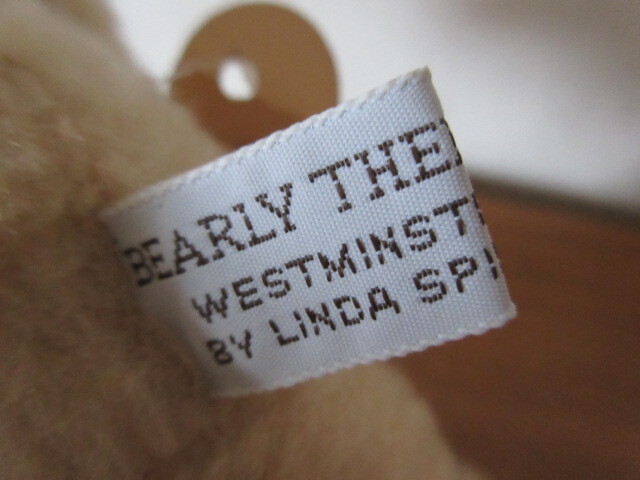 BEARLY THE
WESTMINST
BY LINDA SP